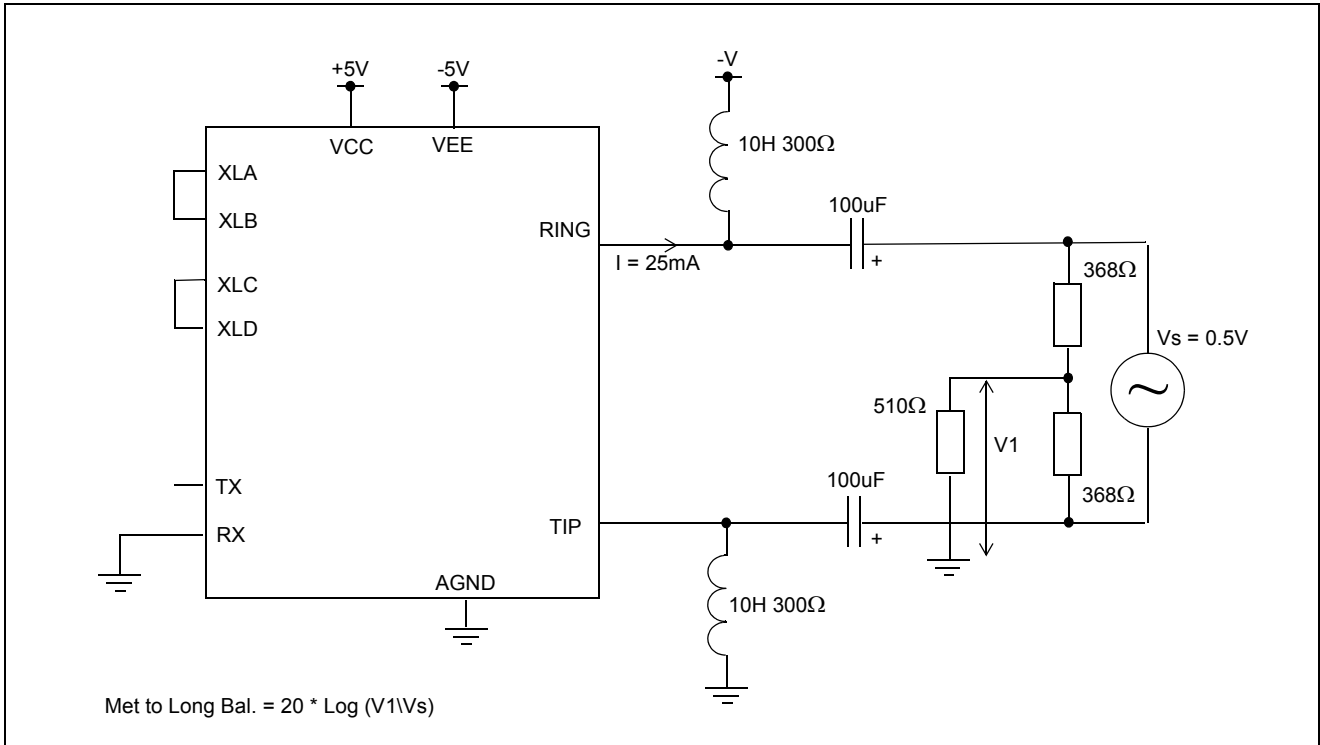 +5V
-5V
-V
VCC
VEE
10H 300Ω
XLA
XLB
100uF
RING
I = 25mA
+
XLC
XLD
368Ω
Vs = 0.5V
510Ω
V1
TX
100uF
368Ω
RX
TIP
+
AGND
10H 300Ω
Met to Long Bal. = 20 * Log (V1\Vs)